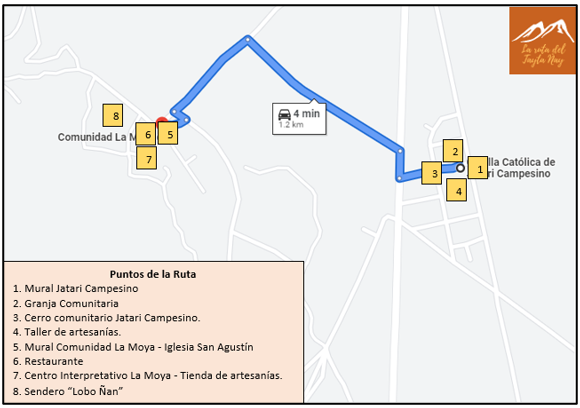 La ruta del
Tayta Nay
4 min
1.2 km
8
Comunidad La M
6
5
7
2
1
lla Católica de
3
ri Campesino
4
Puntos de la Ruta
1. Mural Jatari Campesino
2. Granja Comunitaria
3. Cerro comunitario Jatari Campesino.
4. Taller de artesanías.
5. Mural Comunidad La Moya - Iglesia San Agustín
6. Restaurante
7. Centro Interpretativo La Moya - Tienda de artesanías.
8. Sendero “Lobo Ñan”